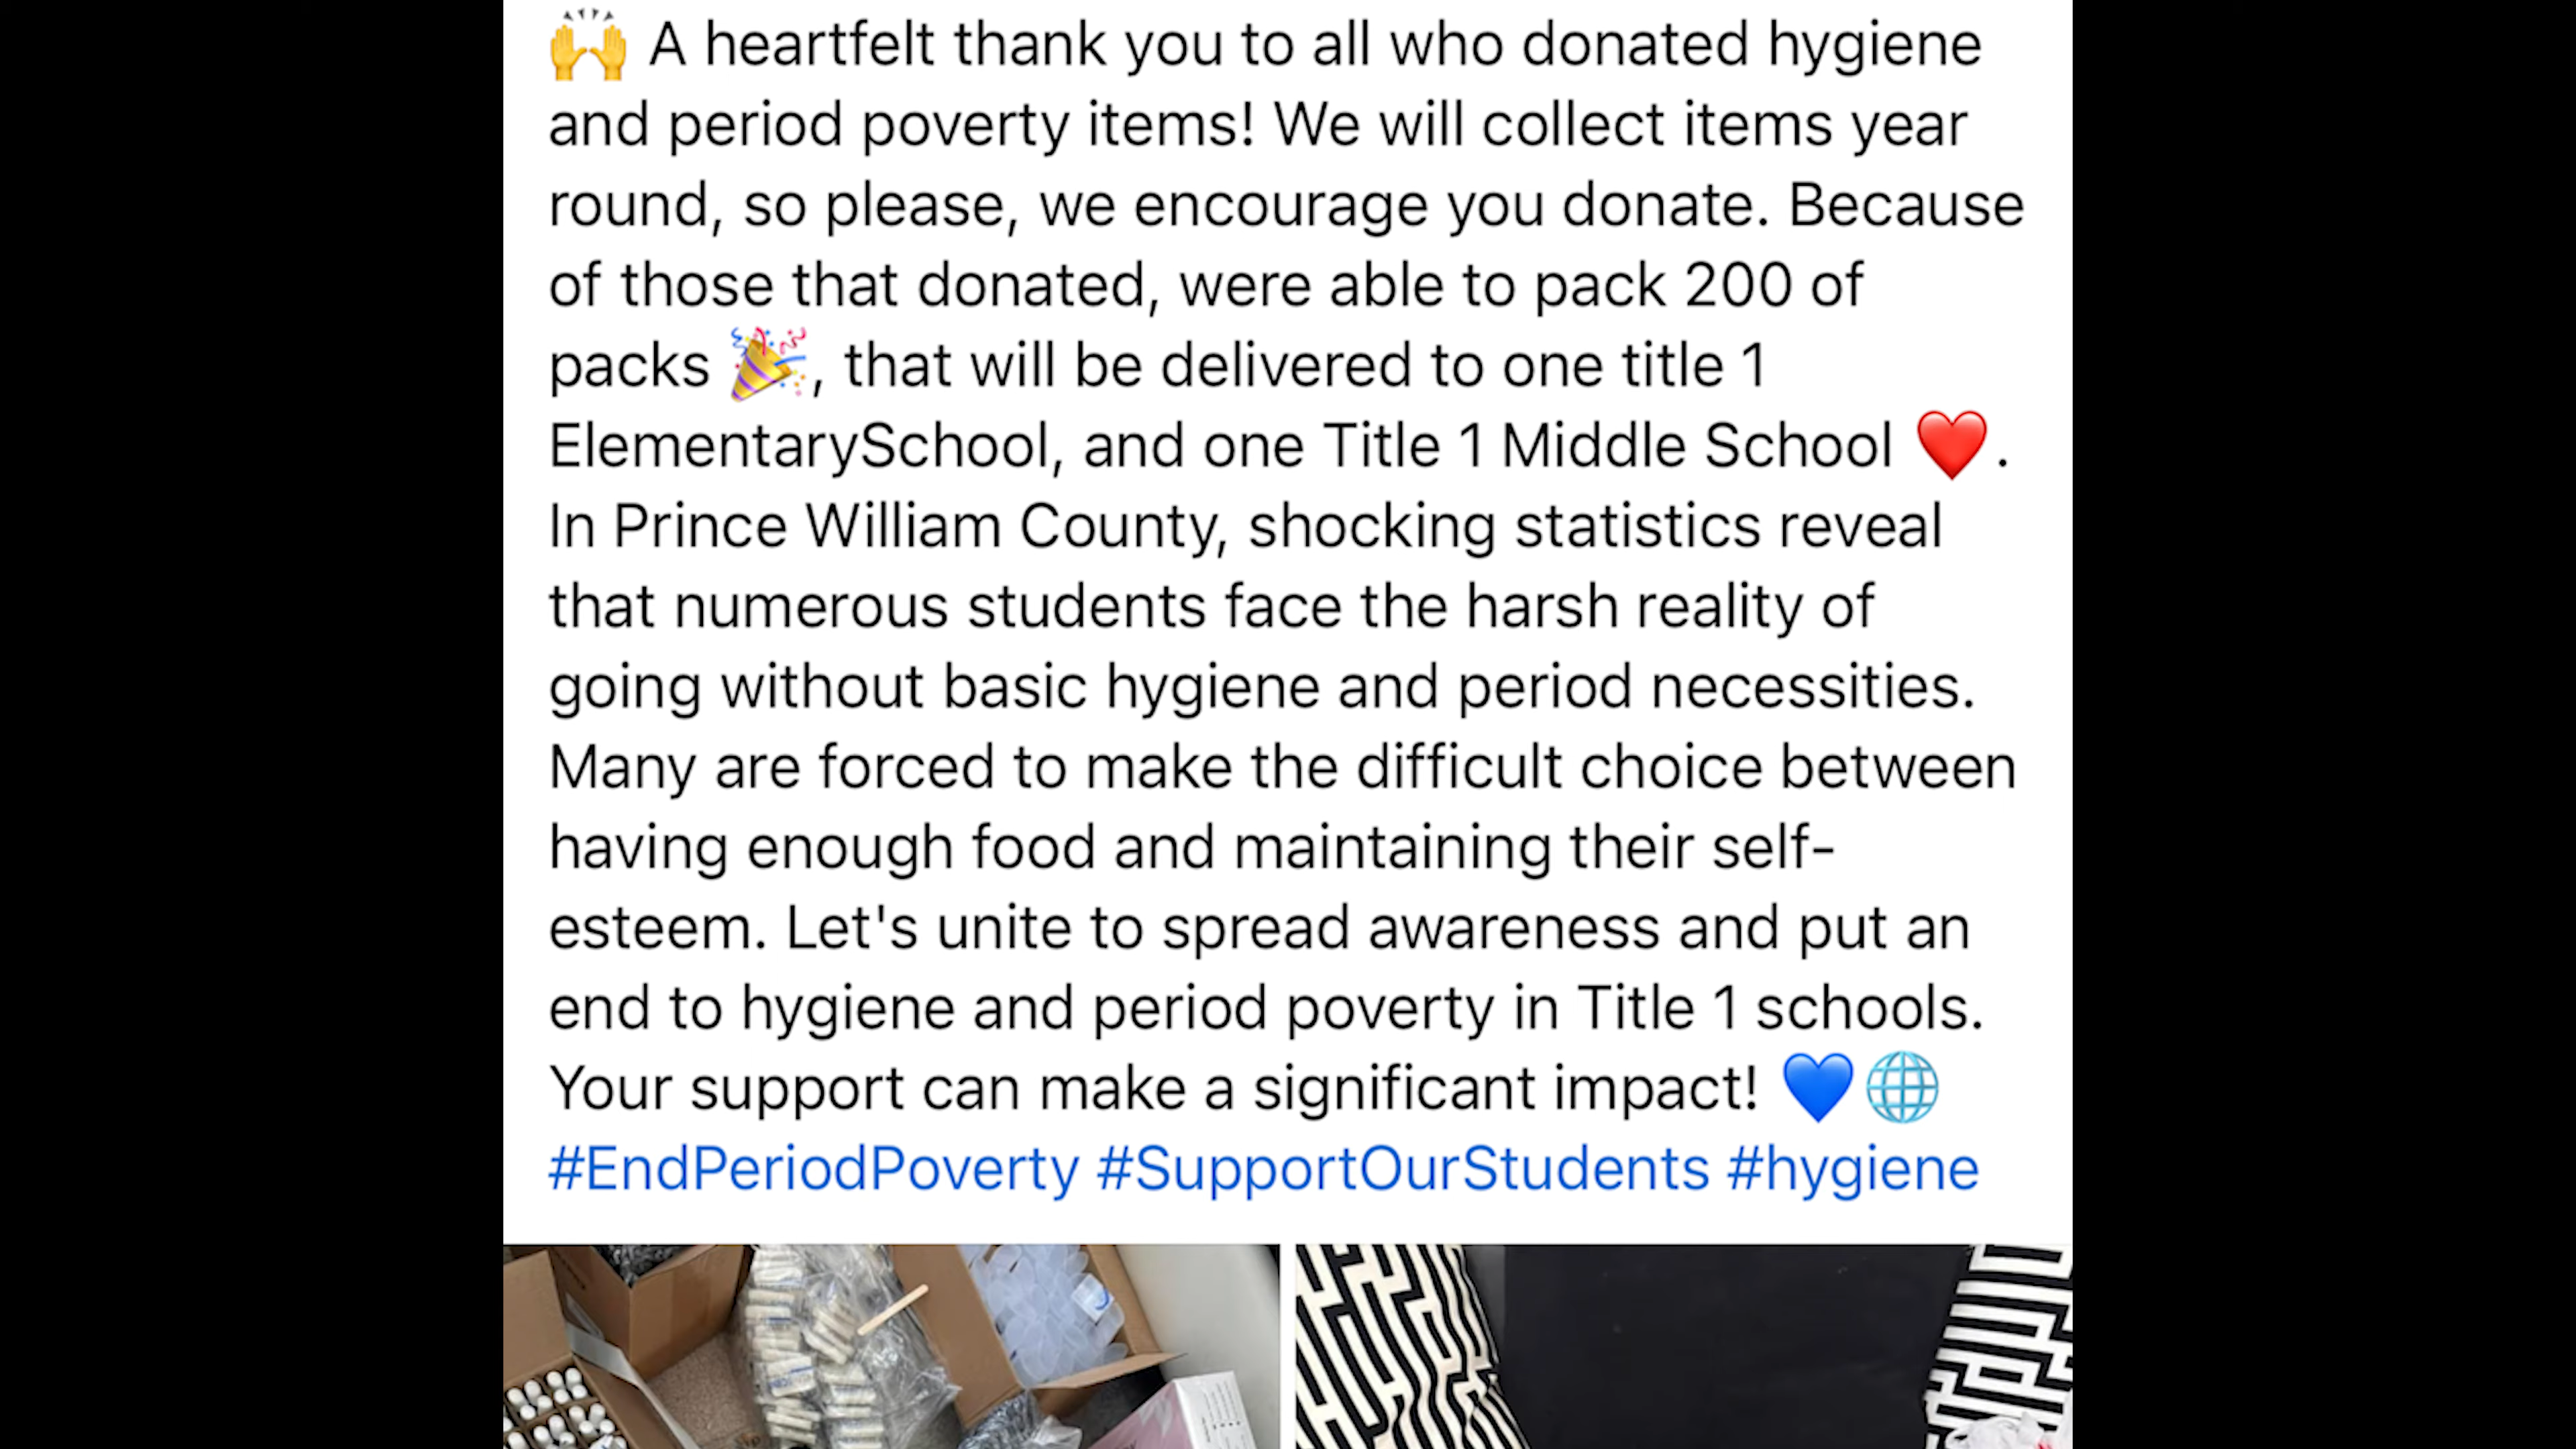 🙌 A heartfelt thank you to all who donated hygiene
and period poverty items! We will collect items year
round, so please, we encourage you donate. Because
of those that donated, were able to pack 200 of
packs 🎉, that will be delivered to one title 1
ElementarySchool, and one Title 1 Middle School ❤️.
In Prince William County, shocking statistics reveal
that numerous students face the harsh reality of
going without basic hygiene and period necessities.
Many are forced to make the difficult choice between
having enough food and maintaining their self-
esteem. Let's unite to spread awareness and put an
end to hygiene and period poverty in Title 1 schools.
Your support can make a significant impact! 💙🌐
#EndPeriodPoverty #SupportOurStudents #hygiene